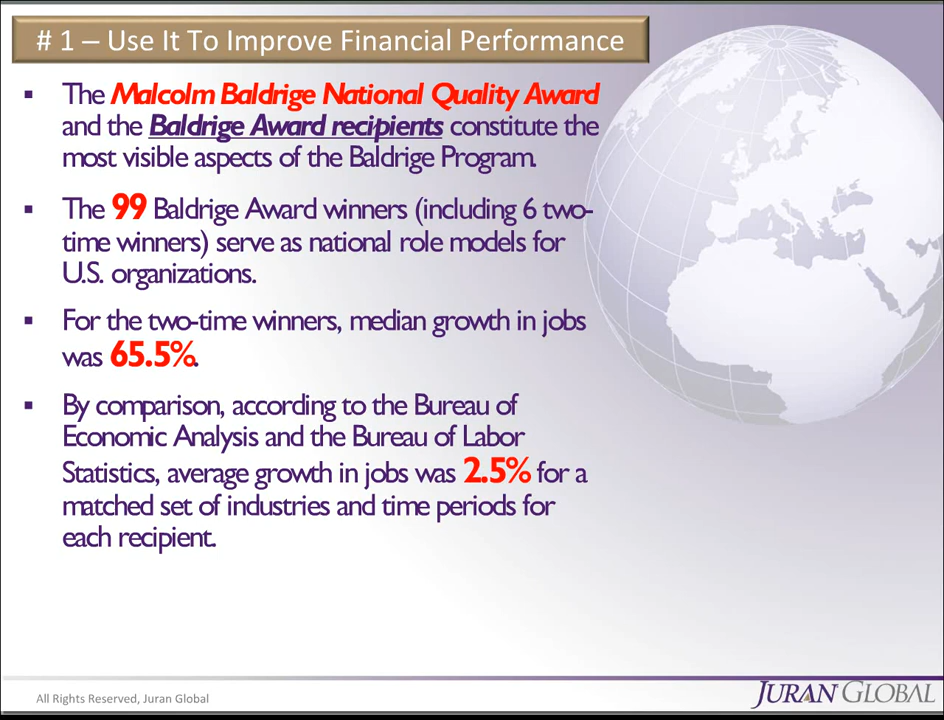 # 1 – Use It To Improve Financial Performance
▪ The Malcolm Baldrige National Quality Award
and the Baldrige Award recipients constitute the
most visible aspects of the Baldrige Program.
▪ The 99 Baldrige Award winners (including 6 two-
time winners) serve as national role models for
U.S. organizations.
▪ For the two-time winners, median growth in jobs
was 65.5%.
▪ By comparison, according to the Bureau of
Economic Analysis and the Bureau of Labor
Statistics, average growth in jobs was 2.5% for a
matched set of industries and time periods for
each recipient.
All Rights Reserved, Juran Global
JURAN GLOBAL